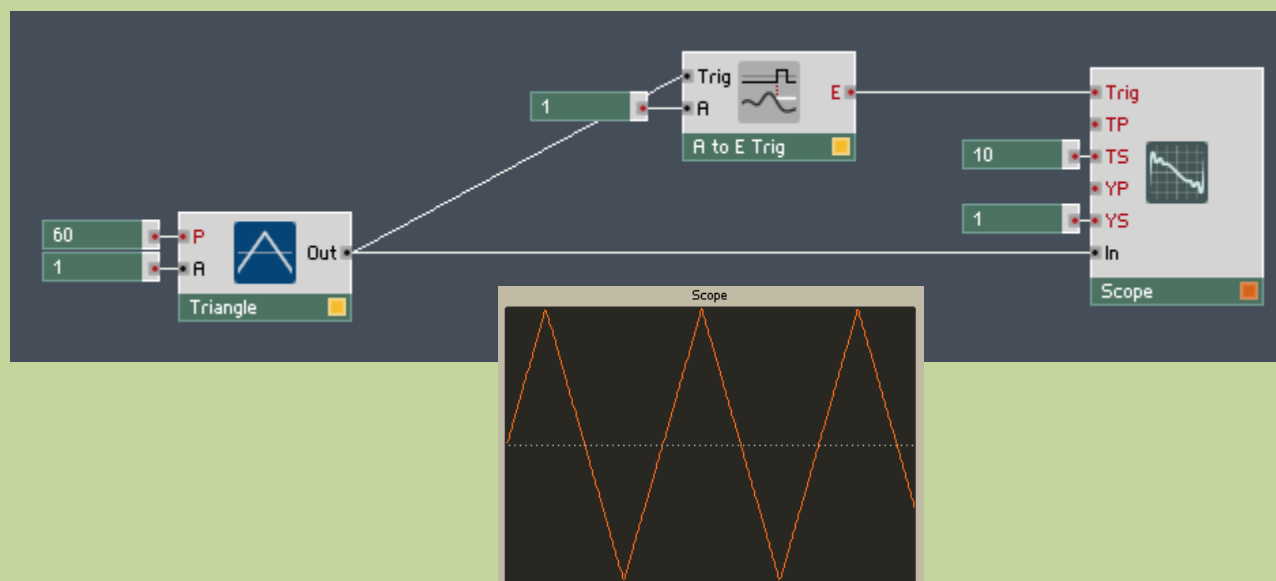 Trig
1
E
A
Trig
A to E Trig
TP
10
TS
YP
60
P
1
YS
Out
In
1
A
Scope
Triangle
Scope